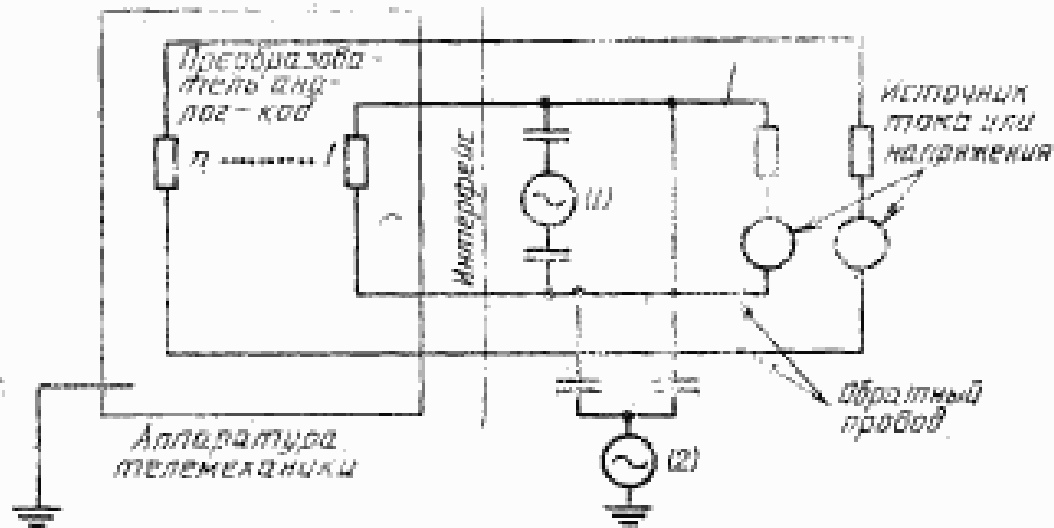 Преобразова-
тель ана-
лог-код
n
1
Интерфейс
(1)
Источник
тока или
напряжения
Обратный
провод
Аппаратура
телемеханики
(2)